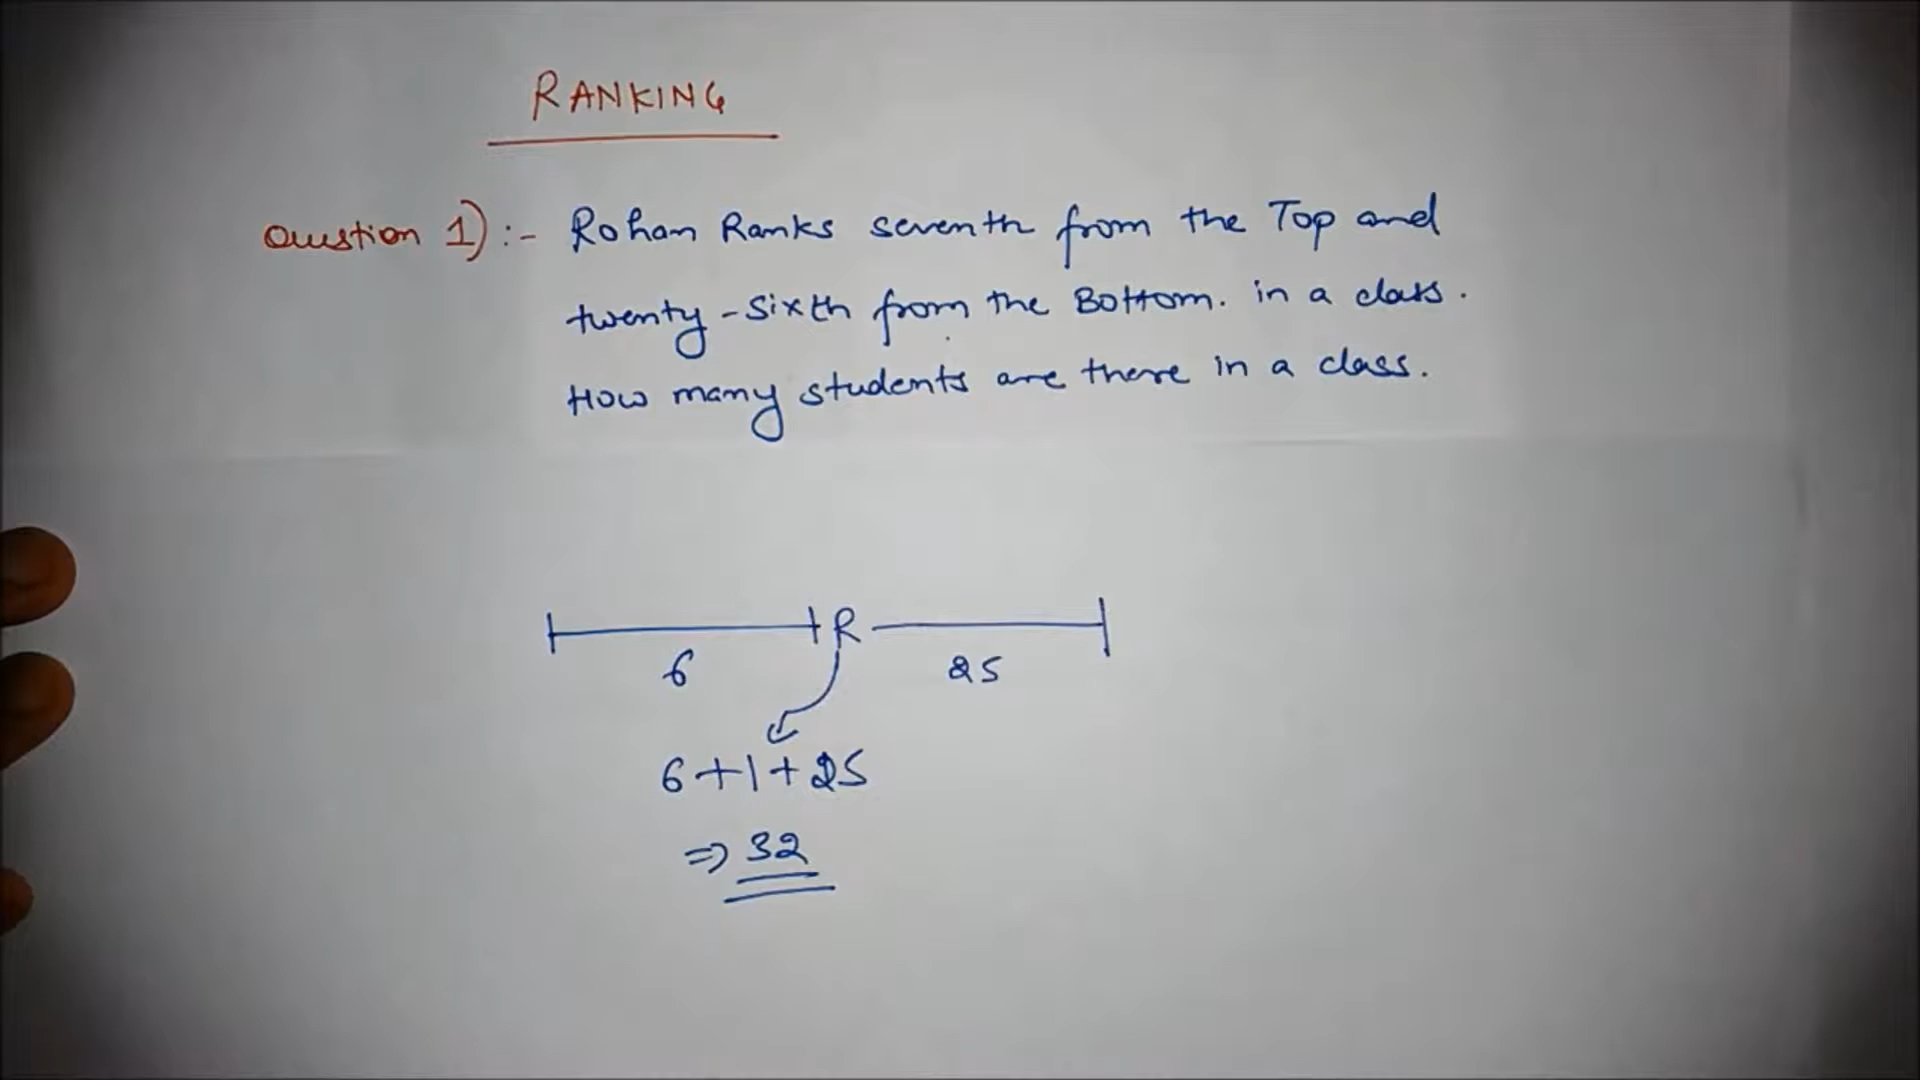 RANKING
Question 1) :- Rohan Ranks seventh from the Top and
twenty-sixth from the Bottom. in a class.
How many students are there in a class.
R
6 25
6+1+25
⇒ 32